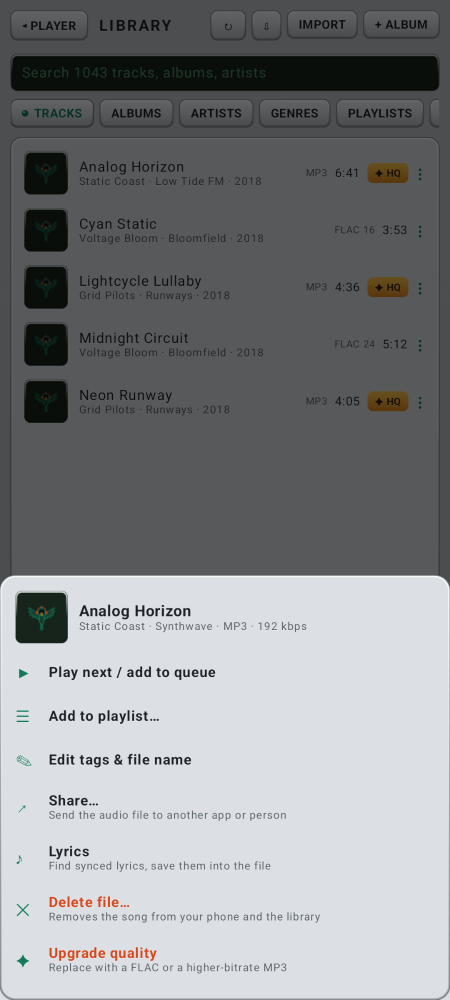 ◂ PLAYER LIBRARY ↻ ⇩ IMPORT + ALBUM
Search 1043 tracks, albums, artists
TRACKS ALBUMS ARTISTS GENRES PLAYLISTS
Analog Horizon MP3 6:41 ✦ HQ
Static Coast · Low Tide FM · 2018
Cyan Static FLAC 16 3:53
Voltage Bloom · Bloomfield · 2018
Lightcycle Lullaby MP3 4:36 ✦ HQ
Grid Pilots · Runways · 2018
Midnight Circuit FLAC 24 5:12
Voltage Bloom · Bloomfield · 2018
Neon Runway MP3 4:05 ✦ HQ
Grid Pilots · Runways · 2018
Analog Horizon
Static Coast · Synthwave · MP3 · 192 kbps
Play next / add to queue
Add to playlist…
Edit tags & file name
Share…
Send the audio file to another app or person
Lyrics
Find synced lyrics, save them into the file
Delete file…
Removes the song from your phone and the library
Upgrade quality
Replace with a FLAC or a higher-bitrate MP3